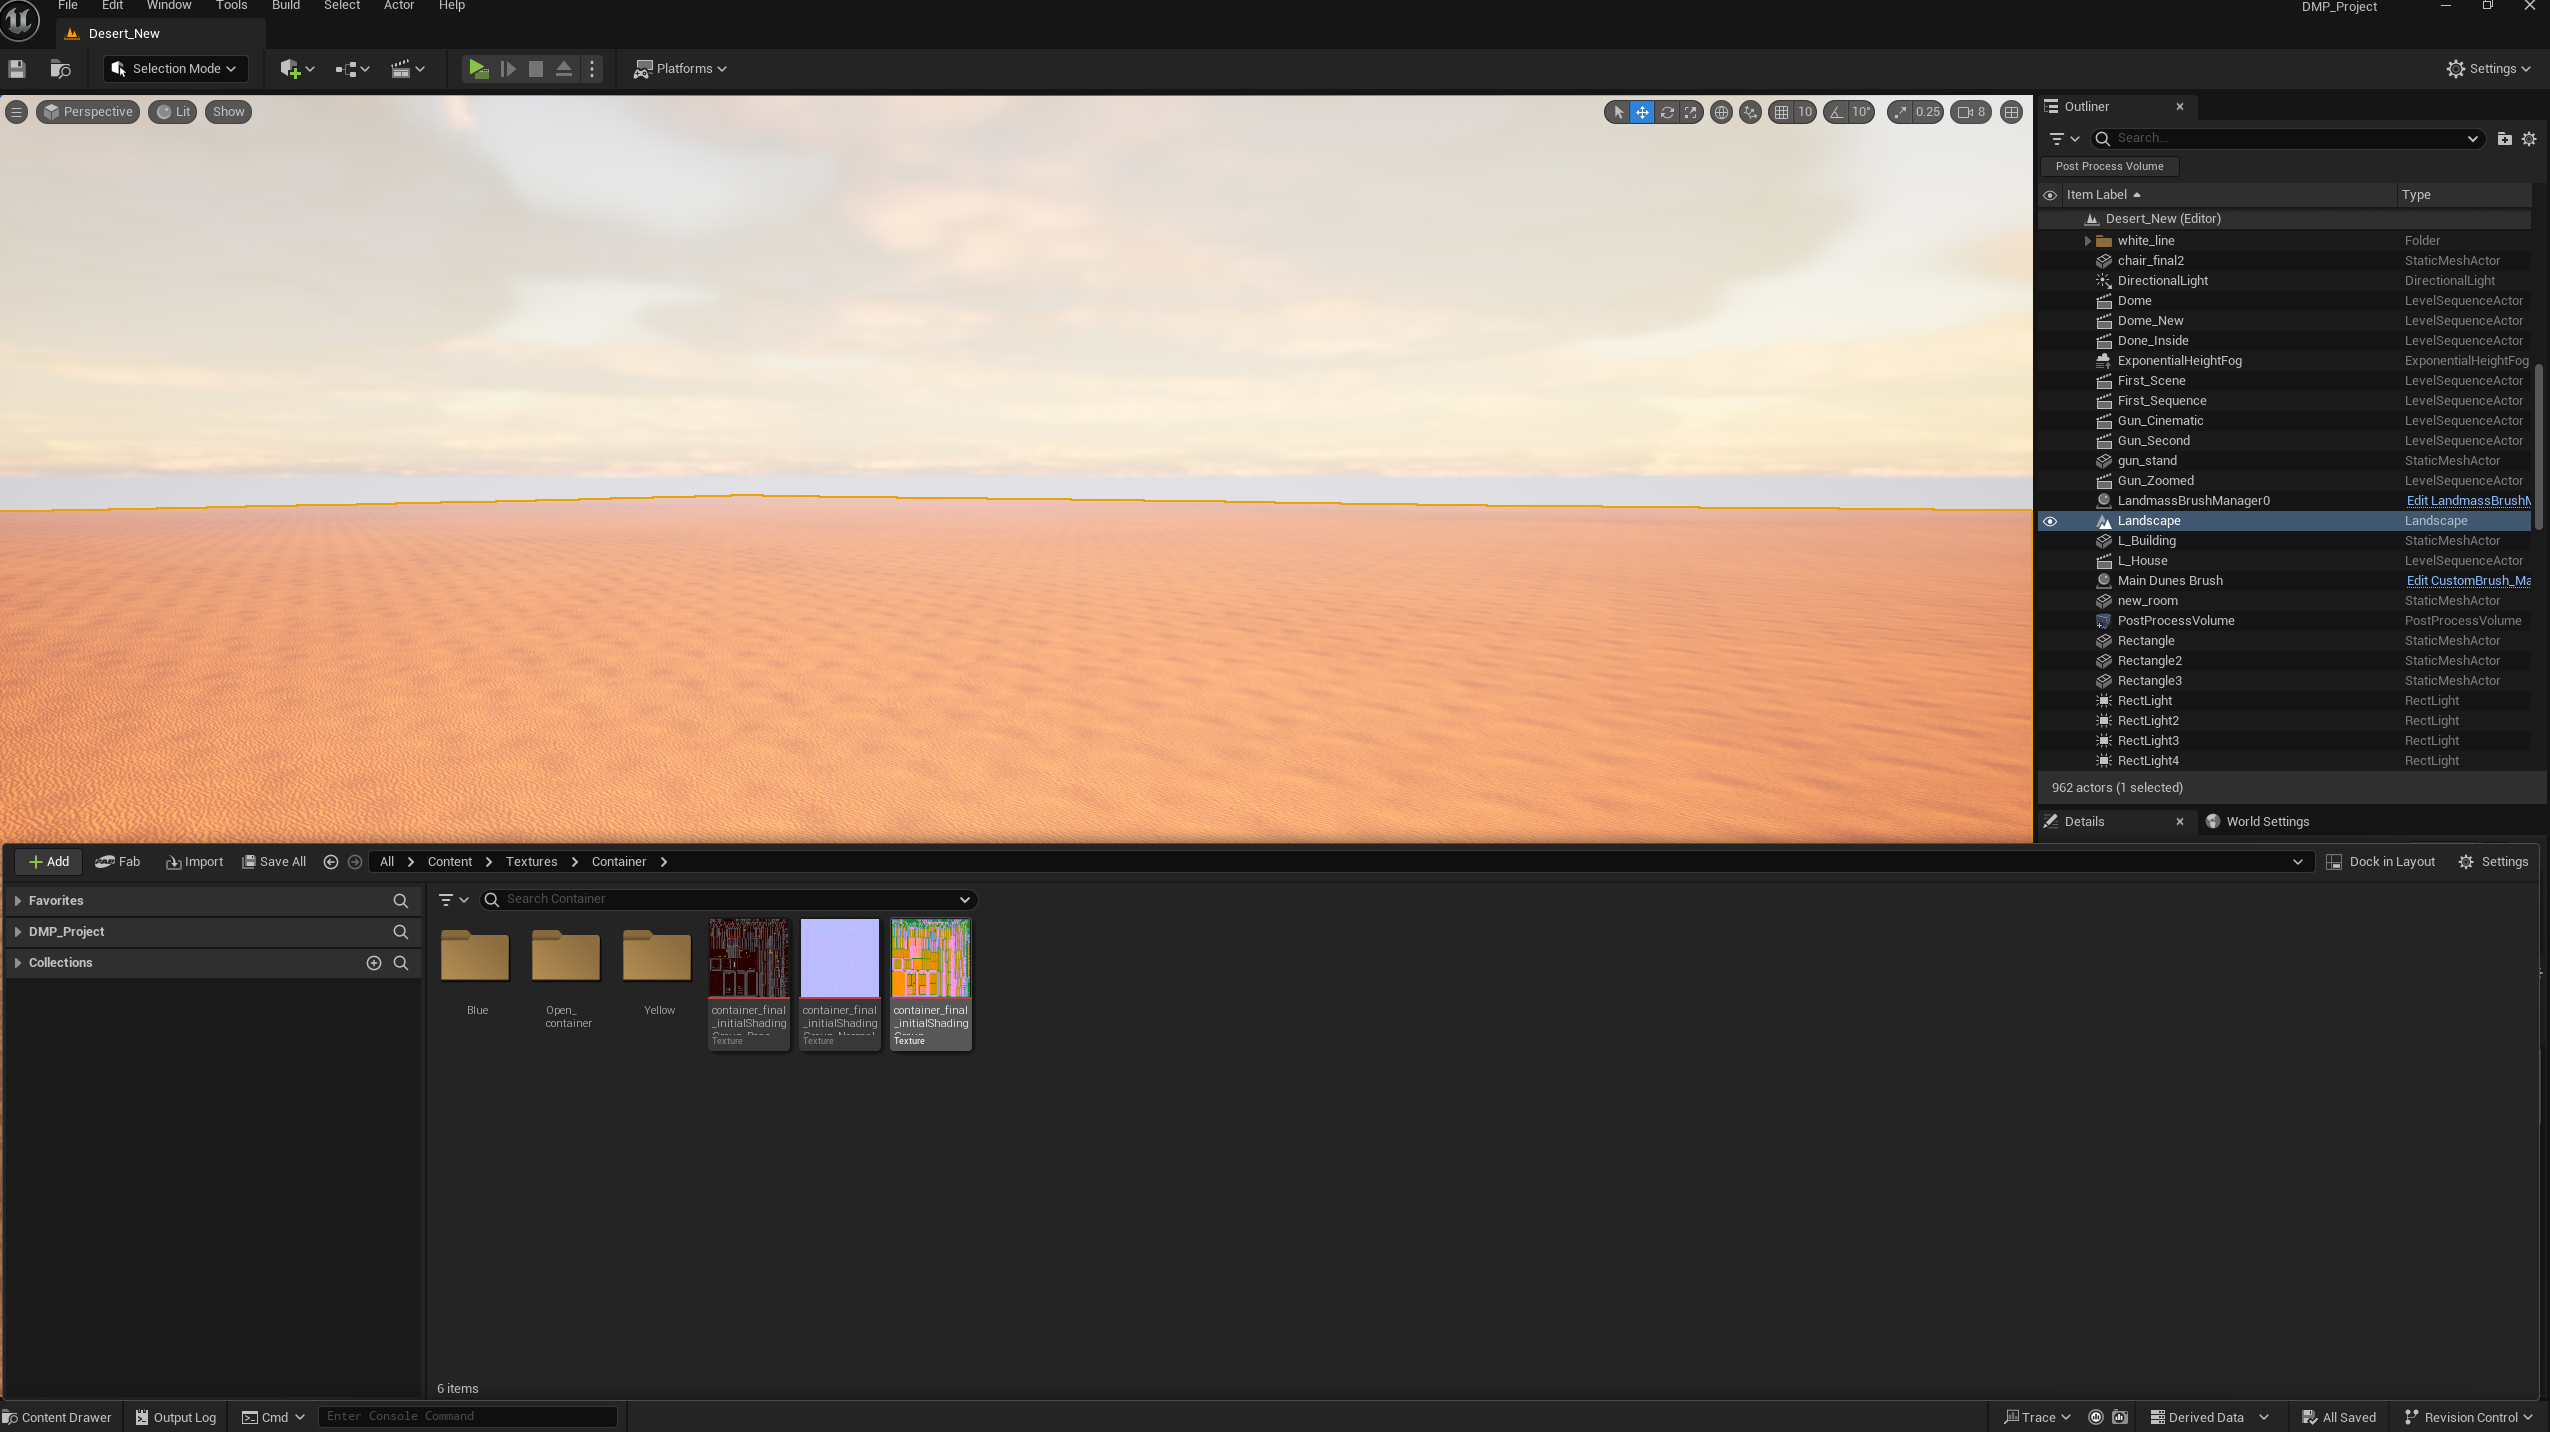 File Edit Window Tools Build Select Actor Help
DMP_Project
Desert_New
Selection Mode
Platforms
Settings
Perspective Lit Show
10 10° 0.25 8
Outliner
Search...
Post Process Volume
Item Label Type
Desert_New (Editor)
white_line Folder
chair_final2 StaticMeshActor
DirectionalLight DirectionalLight
Dome LevelSequenceActor
Dome_New LevelSequenceActor
Done_Inside LevelSequenceActor
ExponentialHeightFog ExponentialHeightFog
First_Scene LevelSequenceActor
First_Sequence LevelSequenceActor
Gun_Cinematic LevelSequenceActor
Gun_Second LevelSequenceActor
gun_stand StaticMeshActor
Gun_Zoomed LevelSequenceActor
LandmassBrushManager0 Edit LandmassBrushM
Landscape Landscape
L_Building StaticMeshActor
L_House LevelSequenceActor
Main Dunes Brush Edit CustomBrush_Ma
new_room StaticMeshActor
PostProcessVolume PostProcessVolume
Rectangle StaticMeshActor
Rectangle2 StaticMeshActor
Rectangle3 StaticMeshActor
RectLight RectLight
RectLight2 RectLight
RectLight3 RectLight
RectLight4 RectLight
962 actors (1 selected)
Details World Settings
Add Fab Import Save All All Content Textures Container Dock in Layout Settings
Favorites
DMP_Project
Collections
Search Container
Blue
Open_
container
Yellow
container_final
_initialShading
Texture
container_final
_initialShading
Texture
container_final
_initialShading
Texture
6 items
Content Drawer Output Log Cmd Enter Console Command Trace Derived Data All Saved Revision Control